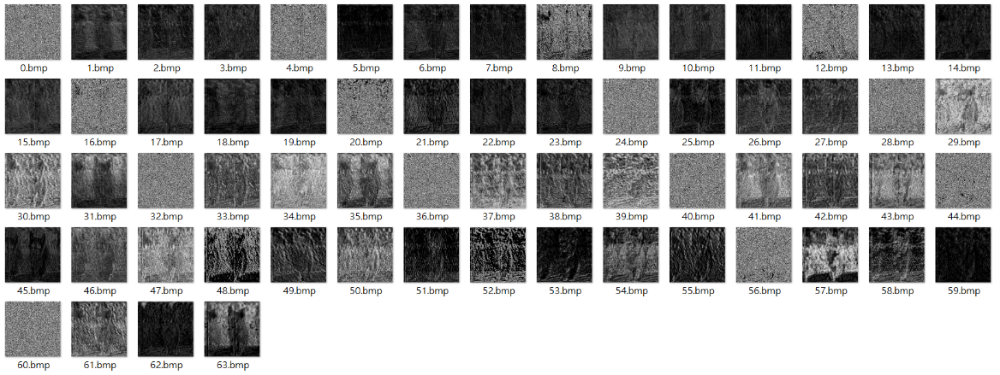 0.bmp 1.bmp 2.bmp 3.bmp 4.bmp 5.bmp 6.bmp 7.bmp 8.bmp 9.bmp 10.bmp 11.bmp 12.bmp 13.bmp 14.bmp
15.bmp 16.bmp 17.bmp 18.bmp 19.bmp 20.bmp 21.bmp 22.bmp 23.bmp 24.bmp 25.bmp 26.bmp 27.bmp 28.bmp 29.bmp
30.bmp 31.bmp 32.bmp 33.bmp 34.bmp 35.bmp 36.bmp 37.bmp 38.bmp 39.bmp 40.bmp 41.bmp 42.bmp 43.bmp 44.bmp
45.bmp 46.bmp 47.bmp 48.bmp 49.bmp 50.bmp 51.bmp 52.bmp 53.bmp 54.bmp 55.bmp 56.bmp 57.bmp 58.bmp 59.bmp
60.bmp 61.bmp 62.bmp 63.bmp